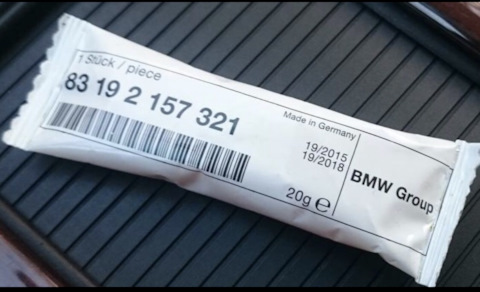 1 Stück / piece
83 19 2 157 321
Made in Germany
19/2015
19/2018
20g ℮
BMW Group